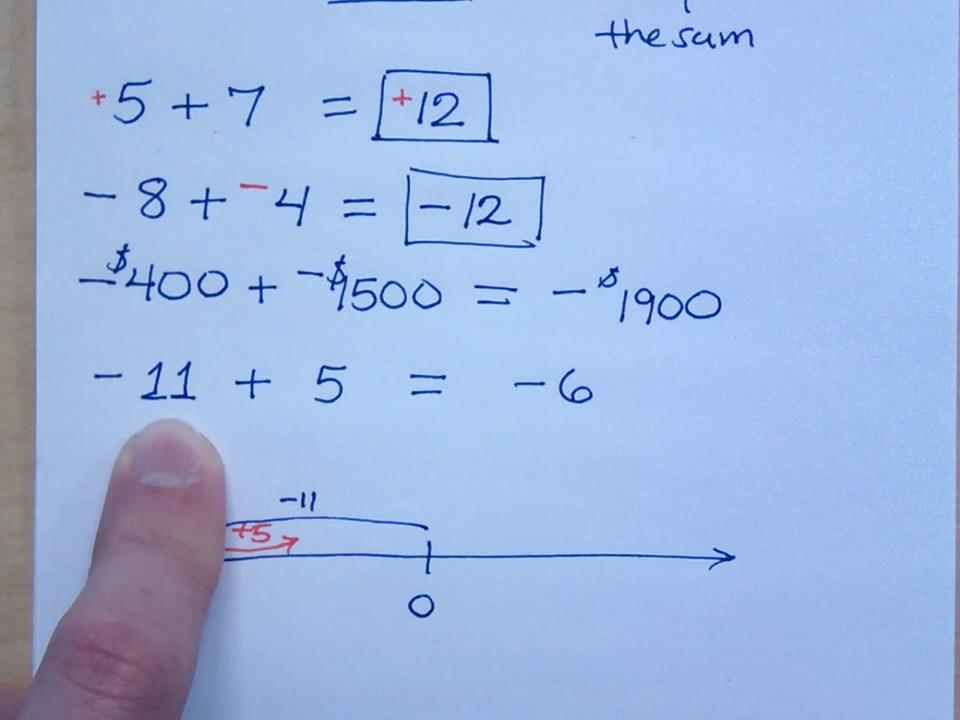 the sum
+5 + 7 = +12
-8 + -4 = -12
-$400 + -$1500 = -$1900
-11 + 5 = -6
-11
+5
0